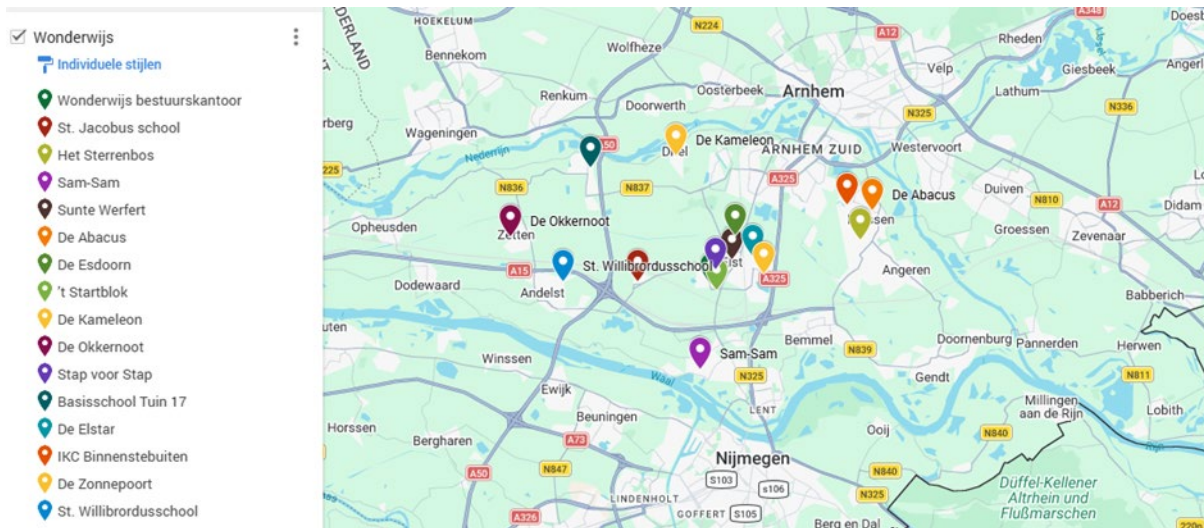 Wonderwijs
Individuele stijlen
Wonderwijs bestuurskantoor
St. Jacobus school
Het Sterrenbos
Sam-Sam
Sunte Werfert
De Abacus
De Esdoorn
't Startblok
De Kameleon
De Okkernoot
Stap voor Stap
Basisschool Tuin 17
De Elstar
IKC Binnenstebuiten
De Zonnepoort
St. Willibrordusschool
HOEKELUM
N224
A348
Bennekom
Wolfheze
A12
Rheden
Giesbeek
Velp
Renkum
Doorwerth
Oosterbeek
Arnhem
Lathum
N336
Wageningen
N325
Nederrijn
A50
De Kameleon
ARNHEM ZUID
Westervoort
N836
N837
A325
De Abacus
Duiven
N810
A12
Didam
Opheusden
De Okkernoot
Zetten
Groessen
Zevenaar
A15
St. Willibrordusschool
Dodewaard
Andelst
A325
Angeren
Babberich
Winssen
Waal
Sam-Sam
Bemmel
N839
Doornenburg
Pannerden
Herwen
N325
N811
Ewijk
LENT
Gendt
Lobith
Beuningen
Millingen
aan de Rijn
Horssen
Bergharen
A73
Ooij
N840
A50
N847
Nijmegen
S103
s106
N840
LINDENHOLT
N325
Düffel-Kellener
Altrhein und
Flußmarschen
A326
GOFFERT
S105
Berg en Dal